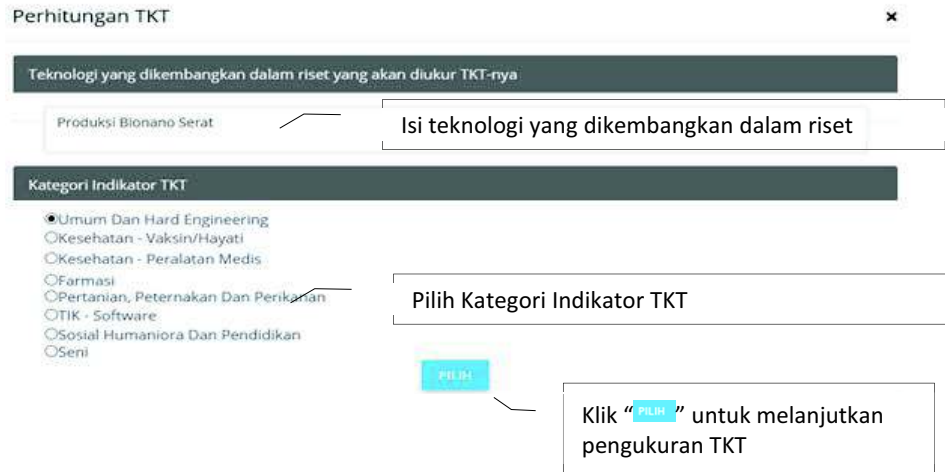 Perhitungan TKT ×
Teknologi yang dikembangkan dalam riset yang akan diukur TKT-nya
Produksi Bionano Serat
Isi teknologi yang dikembangkan dalam riset
Kategori Indikator TKT
Umum Dan Hard Engineering
Kesehatan - Vaksin/Hayati
Kesehatan - Peralatan Medis
Farmasi
Pertanian, Peternakan Dan Perikanan
Pilih Kategori Indikator TKT
TIK - Software
Sosial Humaniora Dan Pendidikan
Seni
PILIH
Klik “PILIH” untuk melanjutkan
pengukuran TKT